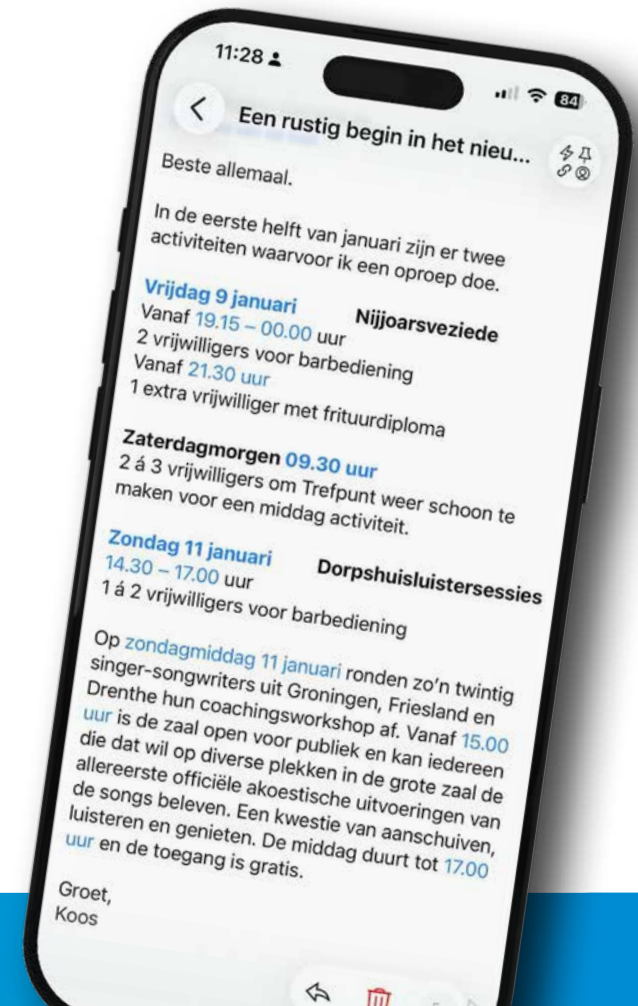 11:28
84
Een rustig begin in het nieu...
Beste allemaal.
In de eerste helft van januari zijn er twee
activiteiten waarvoor ik een oproep doe.
Vrijdag 9 januari Nijjoarsveziede
Vanaf 19.15 – 00.00 uur
2 vrijwilligers voor barbediening
Vanaf 21.30 uur
1 extra vrijwilliger met frituurdiploma
Zaterdagmorgen 09.30 uur
2 á 3 vrijwilligers om Trefpunt weer schoon te
maken voor een middag activiteit.
Zondag 11 januari Dorpshuisluistersessies
14.30 – 17.00 uur
1 á 2 vrijwilligers voor barbediening
Op zondagmiddag 11 januari ronden zo'n twintig
singer-songwriters uit Groningen, Friesland en
Drenthe hun coachingsworkshop af. Vanaf 15.00
uur is de zaal open voor publiek en kan iedereen
die dat wil op diverse plekken in de grote zaal de
allereerste officiële akoestische uitvoeringen van
de songs beleven. Een kwestie van aanschuiven,
luisteren en genieten. De middag duurt tot 17.00
uur en de toegang is gratis.
Groet,
Koos